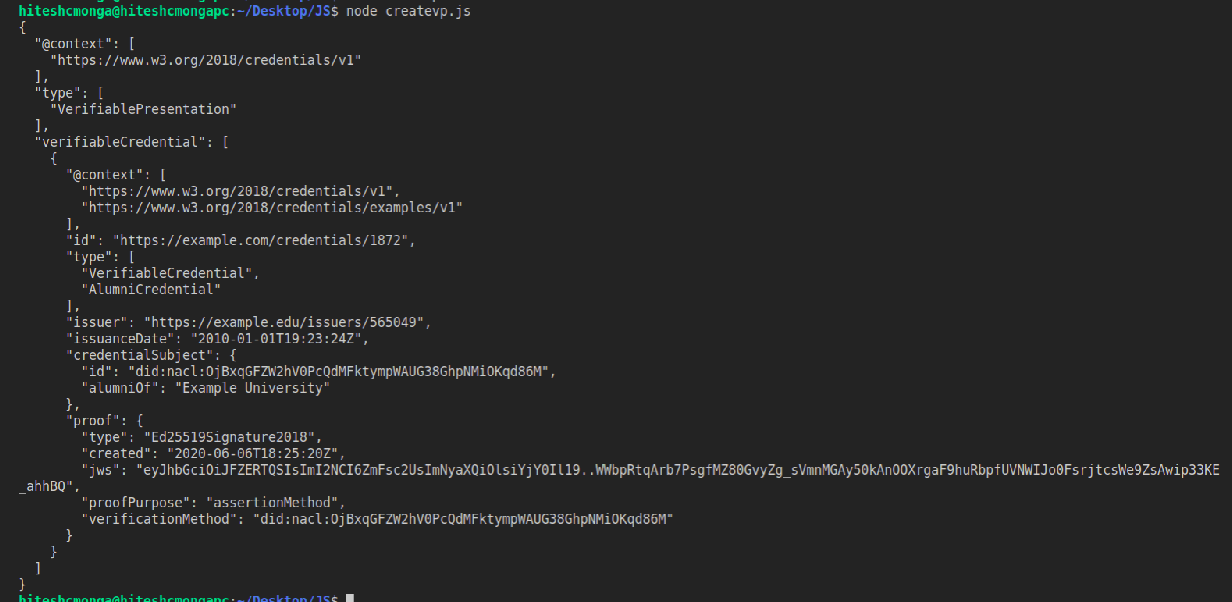 hiteshcmonga@hiteshcmongapc:~/Desktop/JS$ node createvp.js
{
  "@context": [
    "https://www.w3.org/2018/credentials/v1"
  ],
  "type": [
    "VerifiablePresentation"
  ],
  "verifiableCredential": [
    {
      "@context": [
        "https://www.w3.org/2018/credentials/v1",
        "https://www.w3.org/2018/credentials/examples/v1"
      ],
      "id": "https://example.com/credentials/1872",
      "type": [
        "VerifiableCredential",
        "AlumniCredential"
      ],
      "issuer": "https://example.edu/issuers/565049",
      "issuanceDate": "2010-01-01T19:23:24Z",
      "credentialSubject": {
        "id": "did:nacl:OjBxqGFZW2hV0PcQdMFktympWAUG38GhpNMiOKqd86M",
        "alumniOf": "Example University"
      },
      "proof": {
        "type": "Ed25519Signature2018",
        "created": "2020-06-06T18:25:20Z",
        "jws": "eyJhbGciOiJFZERTQSIsImI2NCI6ZmFsc2UsImNyaXQiOlsiYjY0Il19..WWbpRtqArb7PsgfMZ80GvyZg_sVmnMGAy50kAnOOXrgaF9huRbpfUVNWIJo0FsrjtcsWe9ZsAwip33KE
_ahhBQ",
        "proofPurpose": "assertionMethod",
        "verificationMethod": "did:nacl:OjBxqGFZW2hV0PcQdMFktympWAUG38GhpNMiOKqd86M"
      }
    }
  ]
}
hiteshcmonga@hiteshcmongapc:~/Desktop/JS$